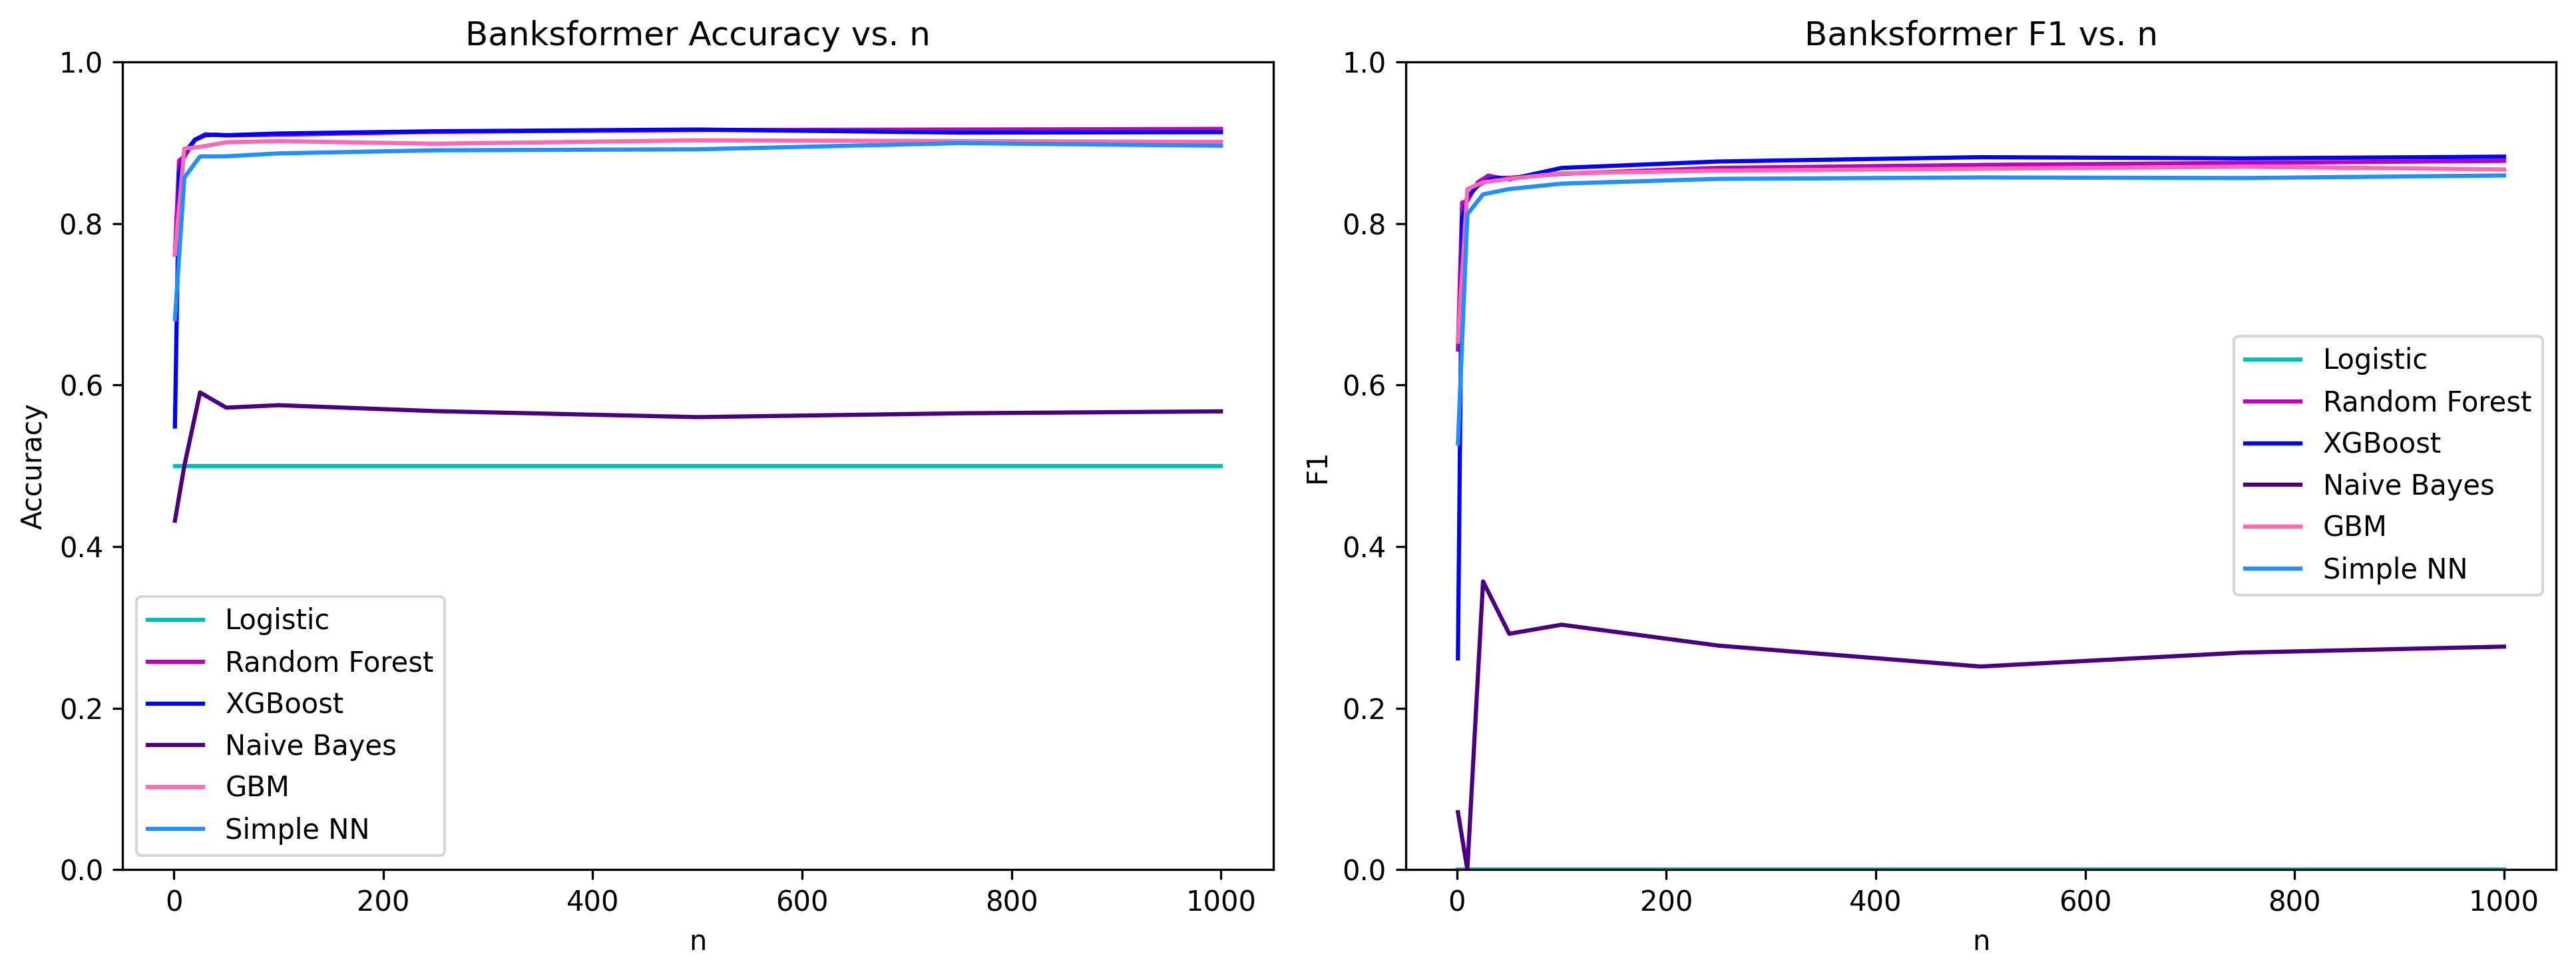 Banksformer Accuracy vs. n
1.0
0.8
0.6
0.4
0.2
0.0
Accuracy
Logistic
Random Forest
XGBoost
Naive Bayes
GBM
Simple NN
0 200 400 600 800 1000
n
Banksformer F1 vs. n
1.0
0.8
0.6
0.4
0.2
0.0
F1
Logistic
Random Forest
XGBoost
Naive Bayes
GBM
Simple NN
0 200 400 600 800 1000
n